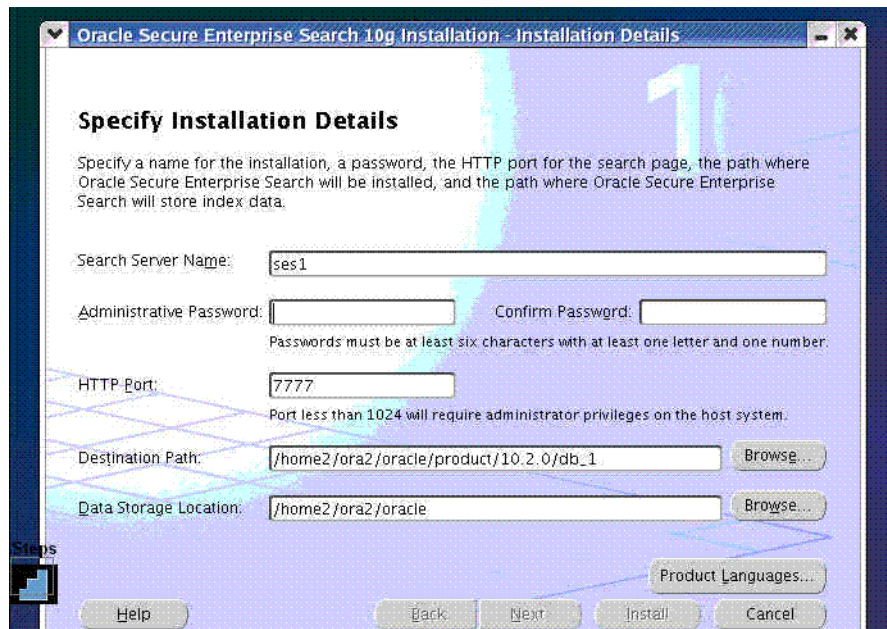 Oracle Secure Enterprise Search 10g Installation - Installation Details
10
Specify Installation Details
Specify a name for the installation, a password, the HTTP port for the search page, the path where
Oracle Secure Enterprise Search will be installed, and the path where Oracle Secure Enterprise
Search will store index data.
Search Server Name: ses1
Administrative Password: Confirm Password:
Passwords must be at least six characters with at least one letter and one number.
HTTP Port: 7777
Port less than 1024 will require administrator privileges on the host system.
Destination Path: /home2/ora2/oracle/product/10.2.0/db_1 Browse...
Data Storage Location: /home2/ora2/oracle Browse...
Steps
Product Languages...
Help Back Next Install Cancel